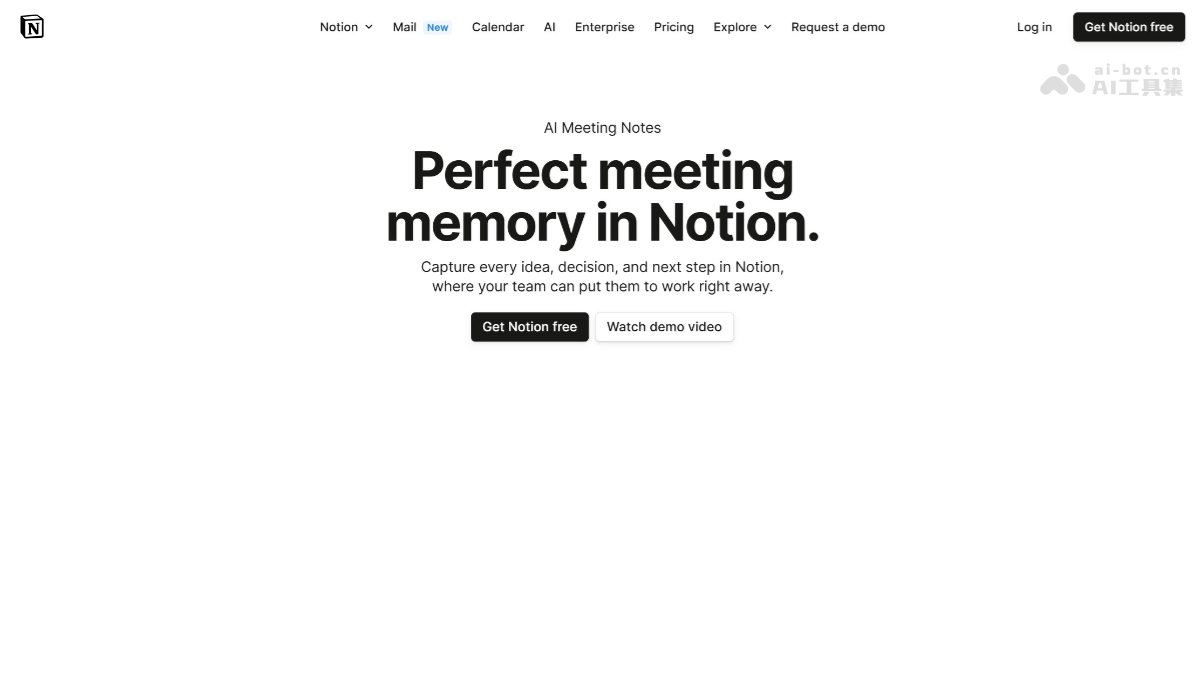 N
Notion
Mail New
Calendar
AI
Enterprise
Pricing
Explore
Request a demo
Log in
Get Notion free
ai-bot.cn
AI工具集
AI Meeting Notes
Perfect meeting
memory in Notion.
Capture every idea, decision, and next step in Notion,
where your team can put them to work right away.
Get Notion free
Watch demo video